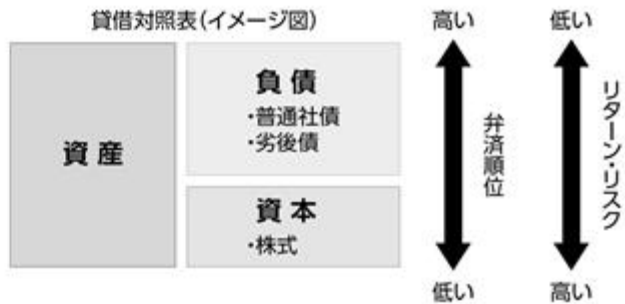 貸借対照表(イメージ図)
高い
低い
資産
負債
・普通社債
・劣後債
資本
・株式
弁済順位
リターン・リスク
低い
高い